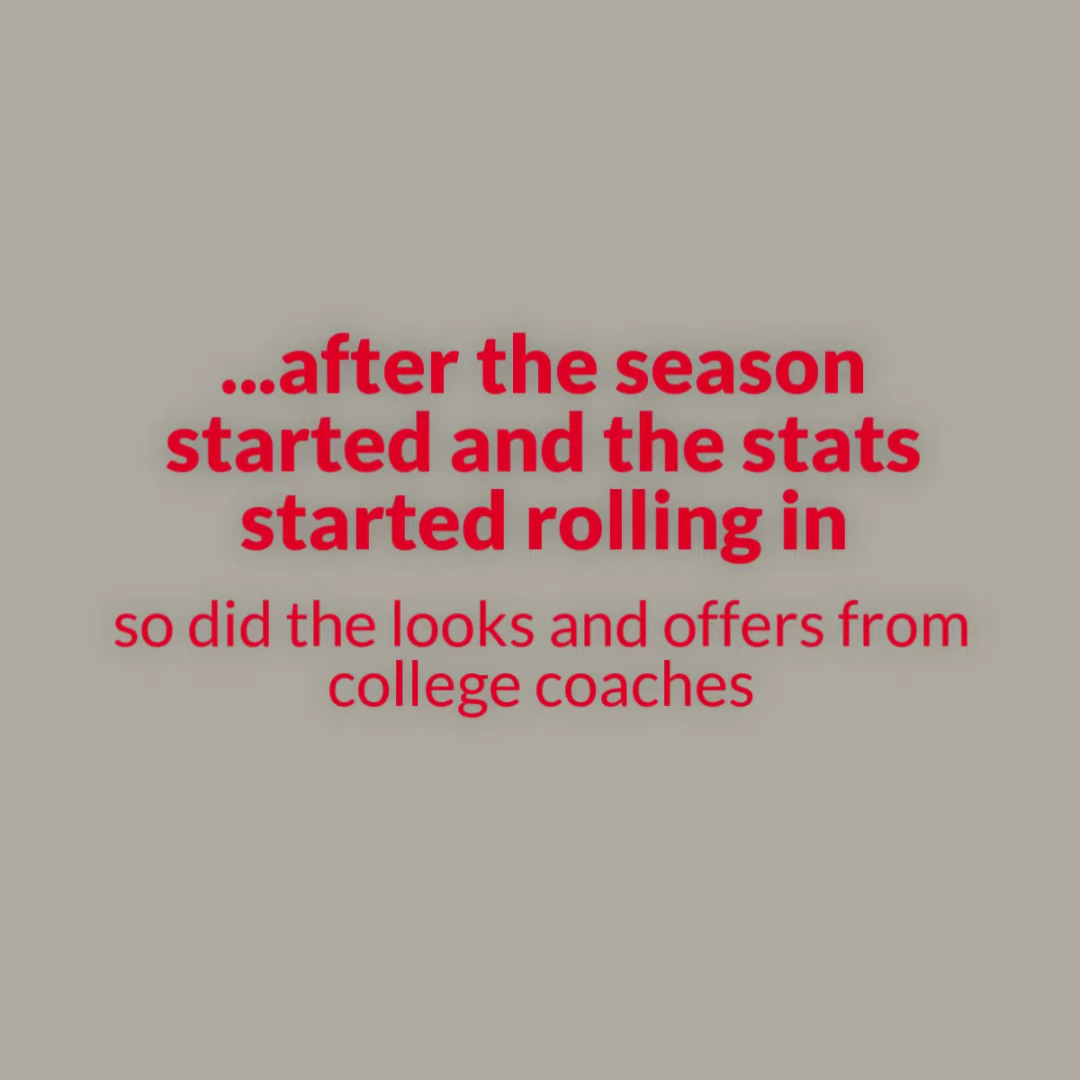 ...after the season
started and the stats
started rolling in
so did the looks and offers from
college coaches